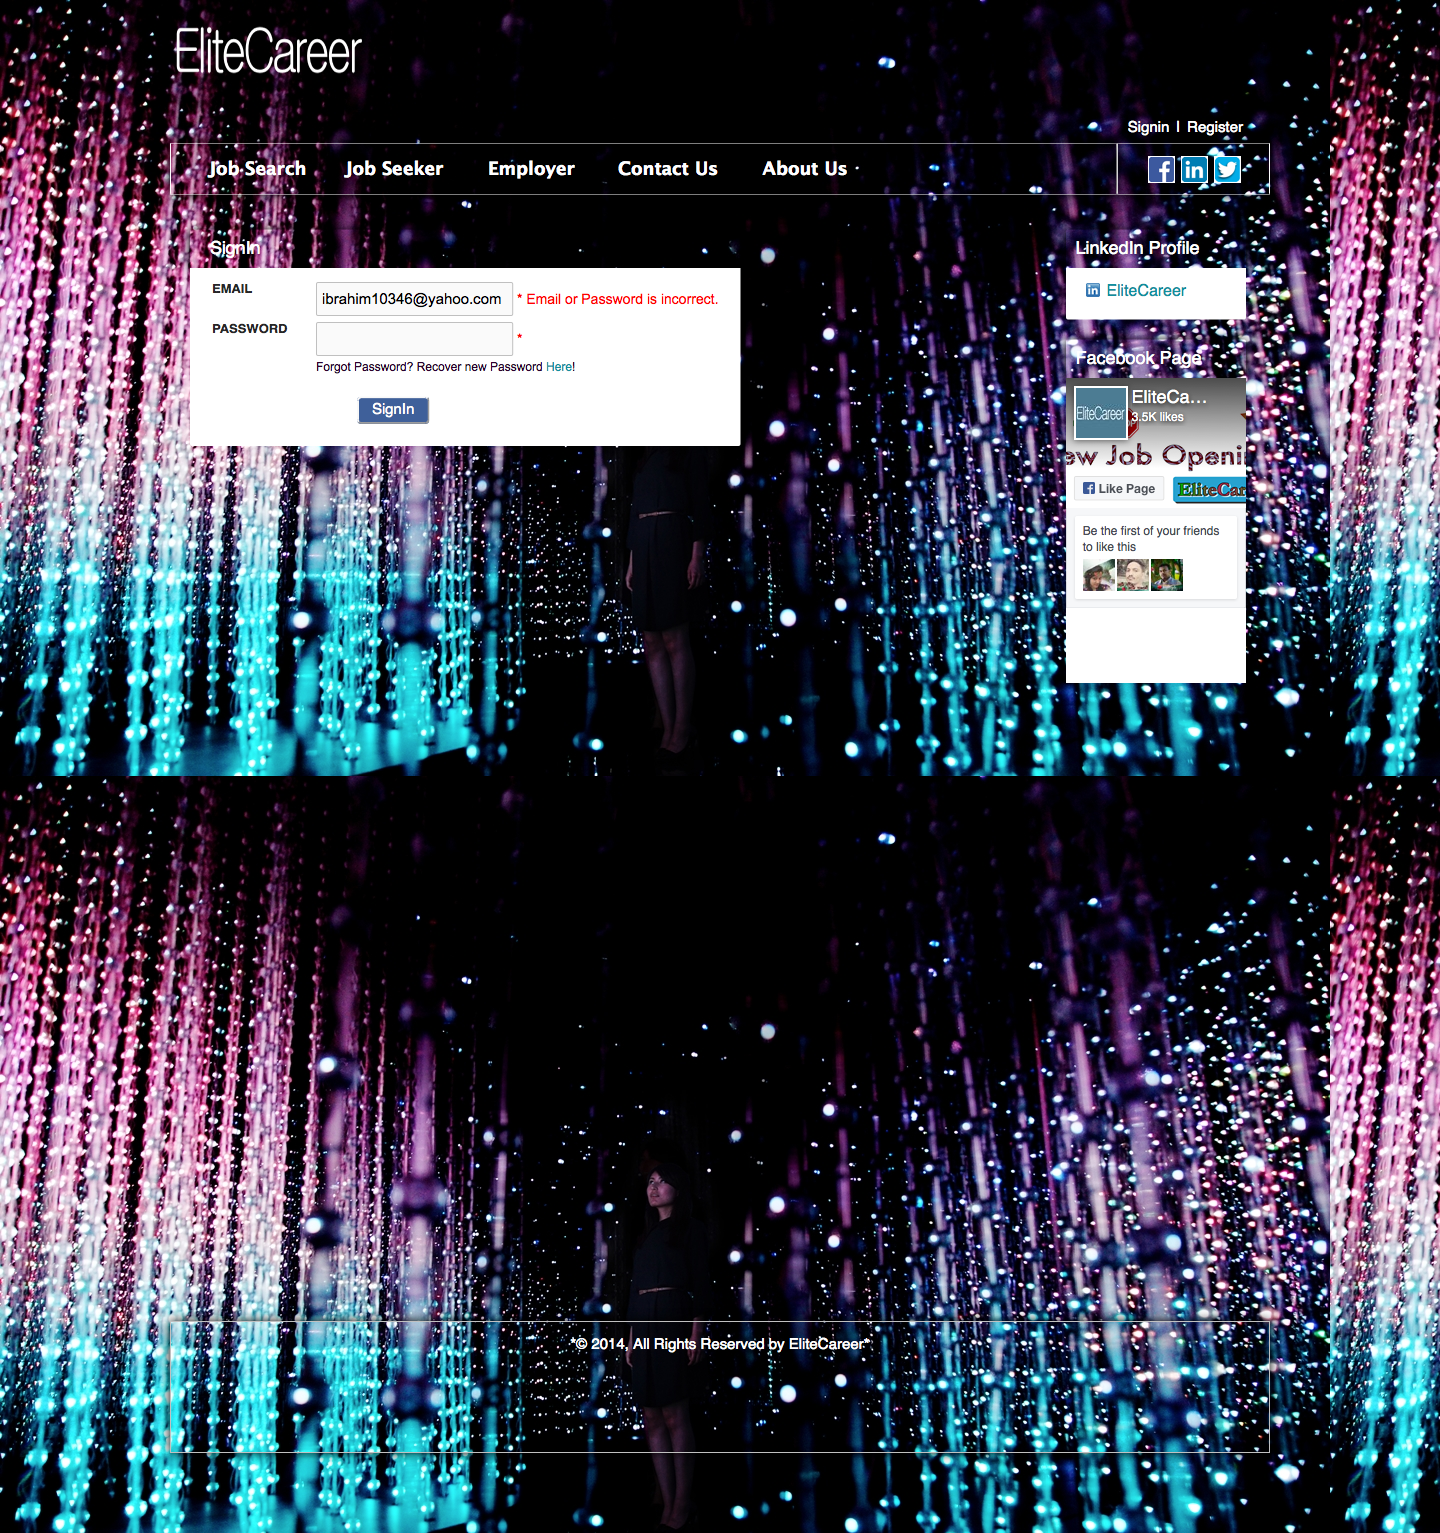 EliteCareer
Signin | Register
Job Search Job Seeker Employer Contact Us About Us
SignIn
EMAIL
ibrahim10346@yahoo.com * Email or Password is incorrect.
PASSWORD
*
Forgot Password? Recover new Password Here!
SignIn
LinkedIn Profile
in EliteCareer
Facebook Page
EliteCa...
EliteCareer
3.5K likes
ew Job Openi
Like Page
EliteCar
Be the first of your friends
to like this
*© 2014, All Rights Reserved by EliteCareer*